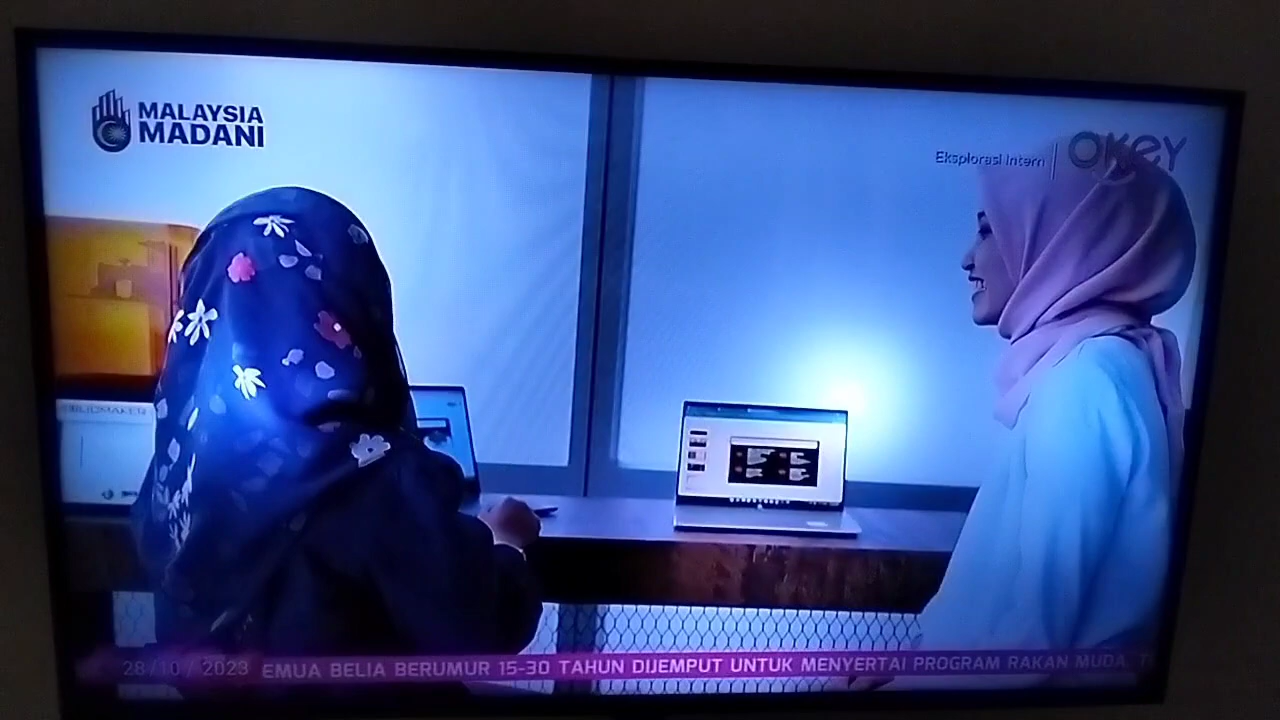 MALAYSIA
MADANI
Eksplorasi Intern
OKey
28/10/2023 EMUA BELIA BERUMUR 15-30 TAHUN DIJEMPUT UNTUK MENYERTAI PROGRAM RAKAN MUDA. T